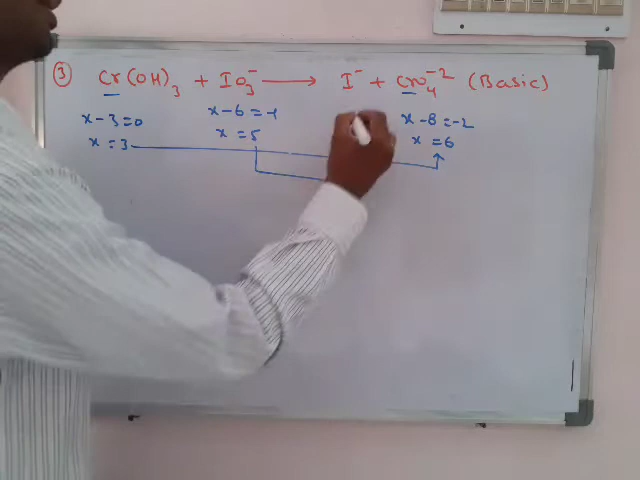 ③ Cr(OH)₃ + IO₃⁻ ⟶ I⁻ + CrO₄⁻² (Basic)
x-3=0 x-6=-1 x-8=-2
x=3 x=5 x=6